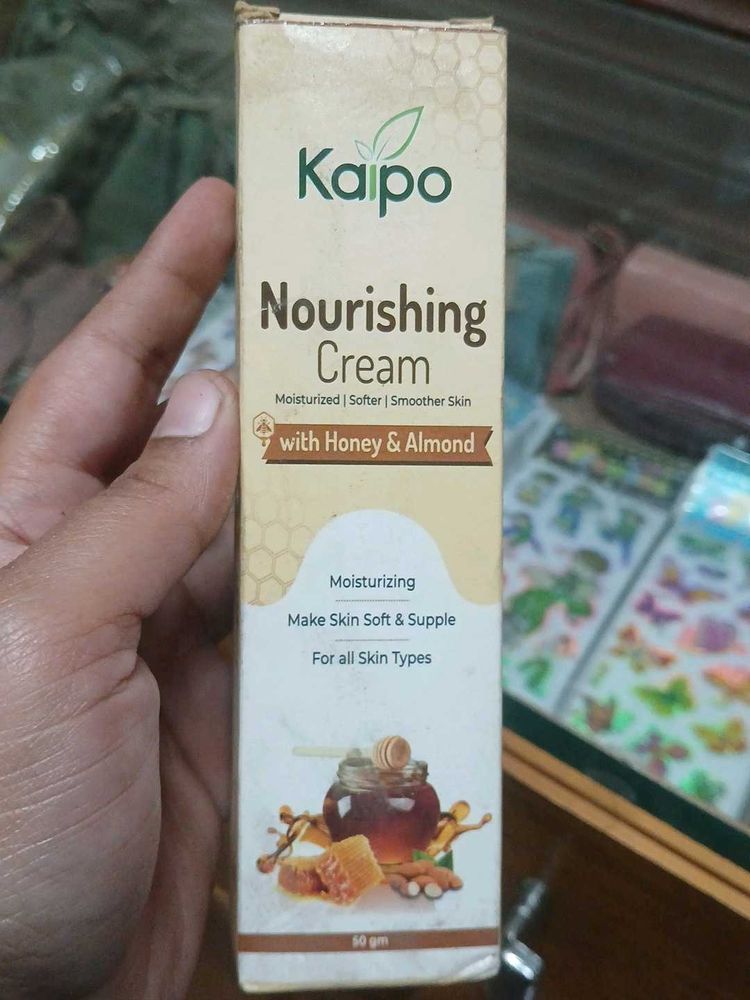 Kaipo
Nourishing
Cream
Moisturized | Softer | Smoother Skin
with Honey & Almond
Moisturizing
Make Skin Soft & Supple
For all Skin Types
50 gm